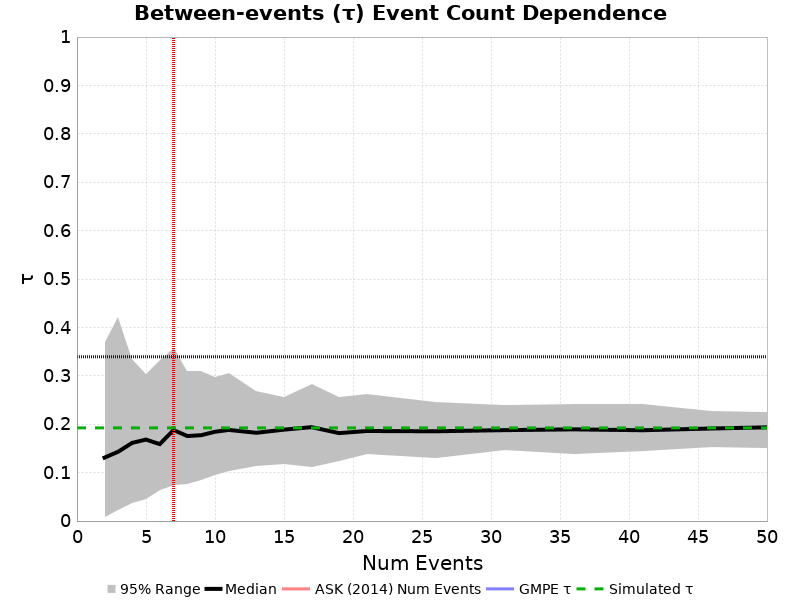 Between-events (τ) Event Count Dependence
1
0.9
0.8
0.7
0.6
0.5
0.4
0.3
0.2
0.1
0
τ
0 5 10 15 20 25 30 35 40 45 50
Num Events
95% Range Median ASK (2014) Num Events GMPE τ Simulated τ